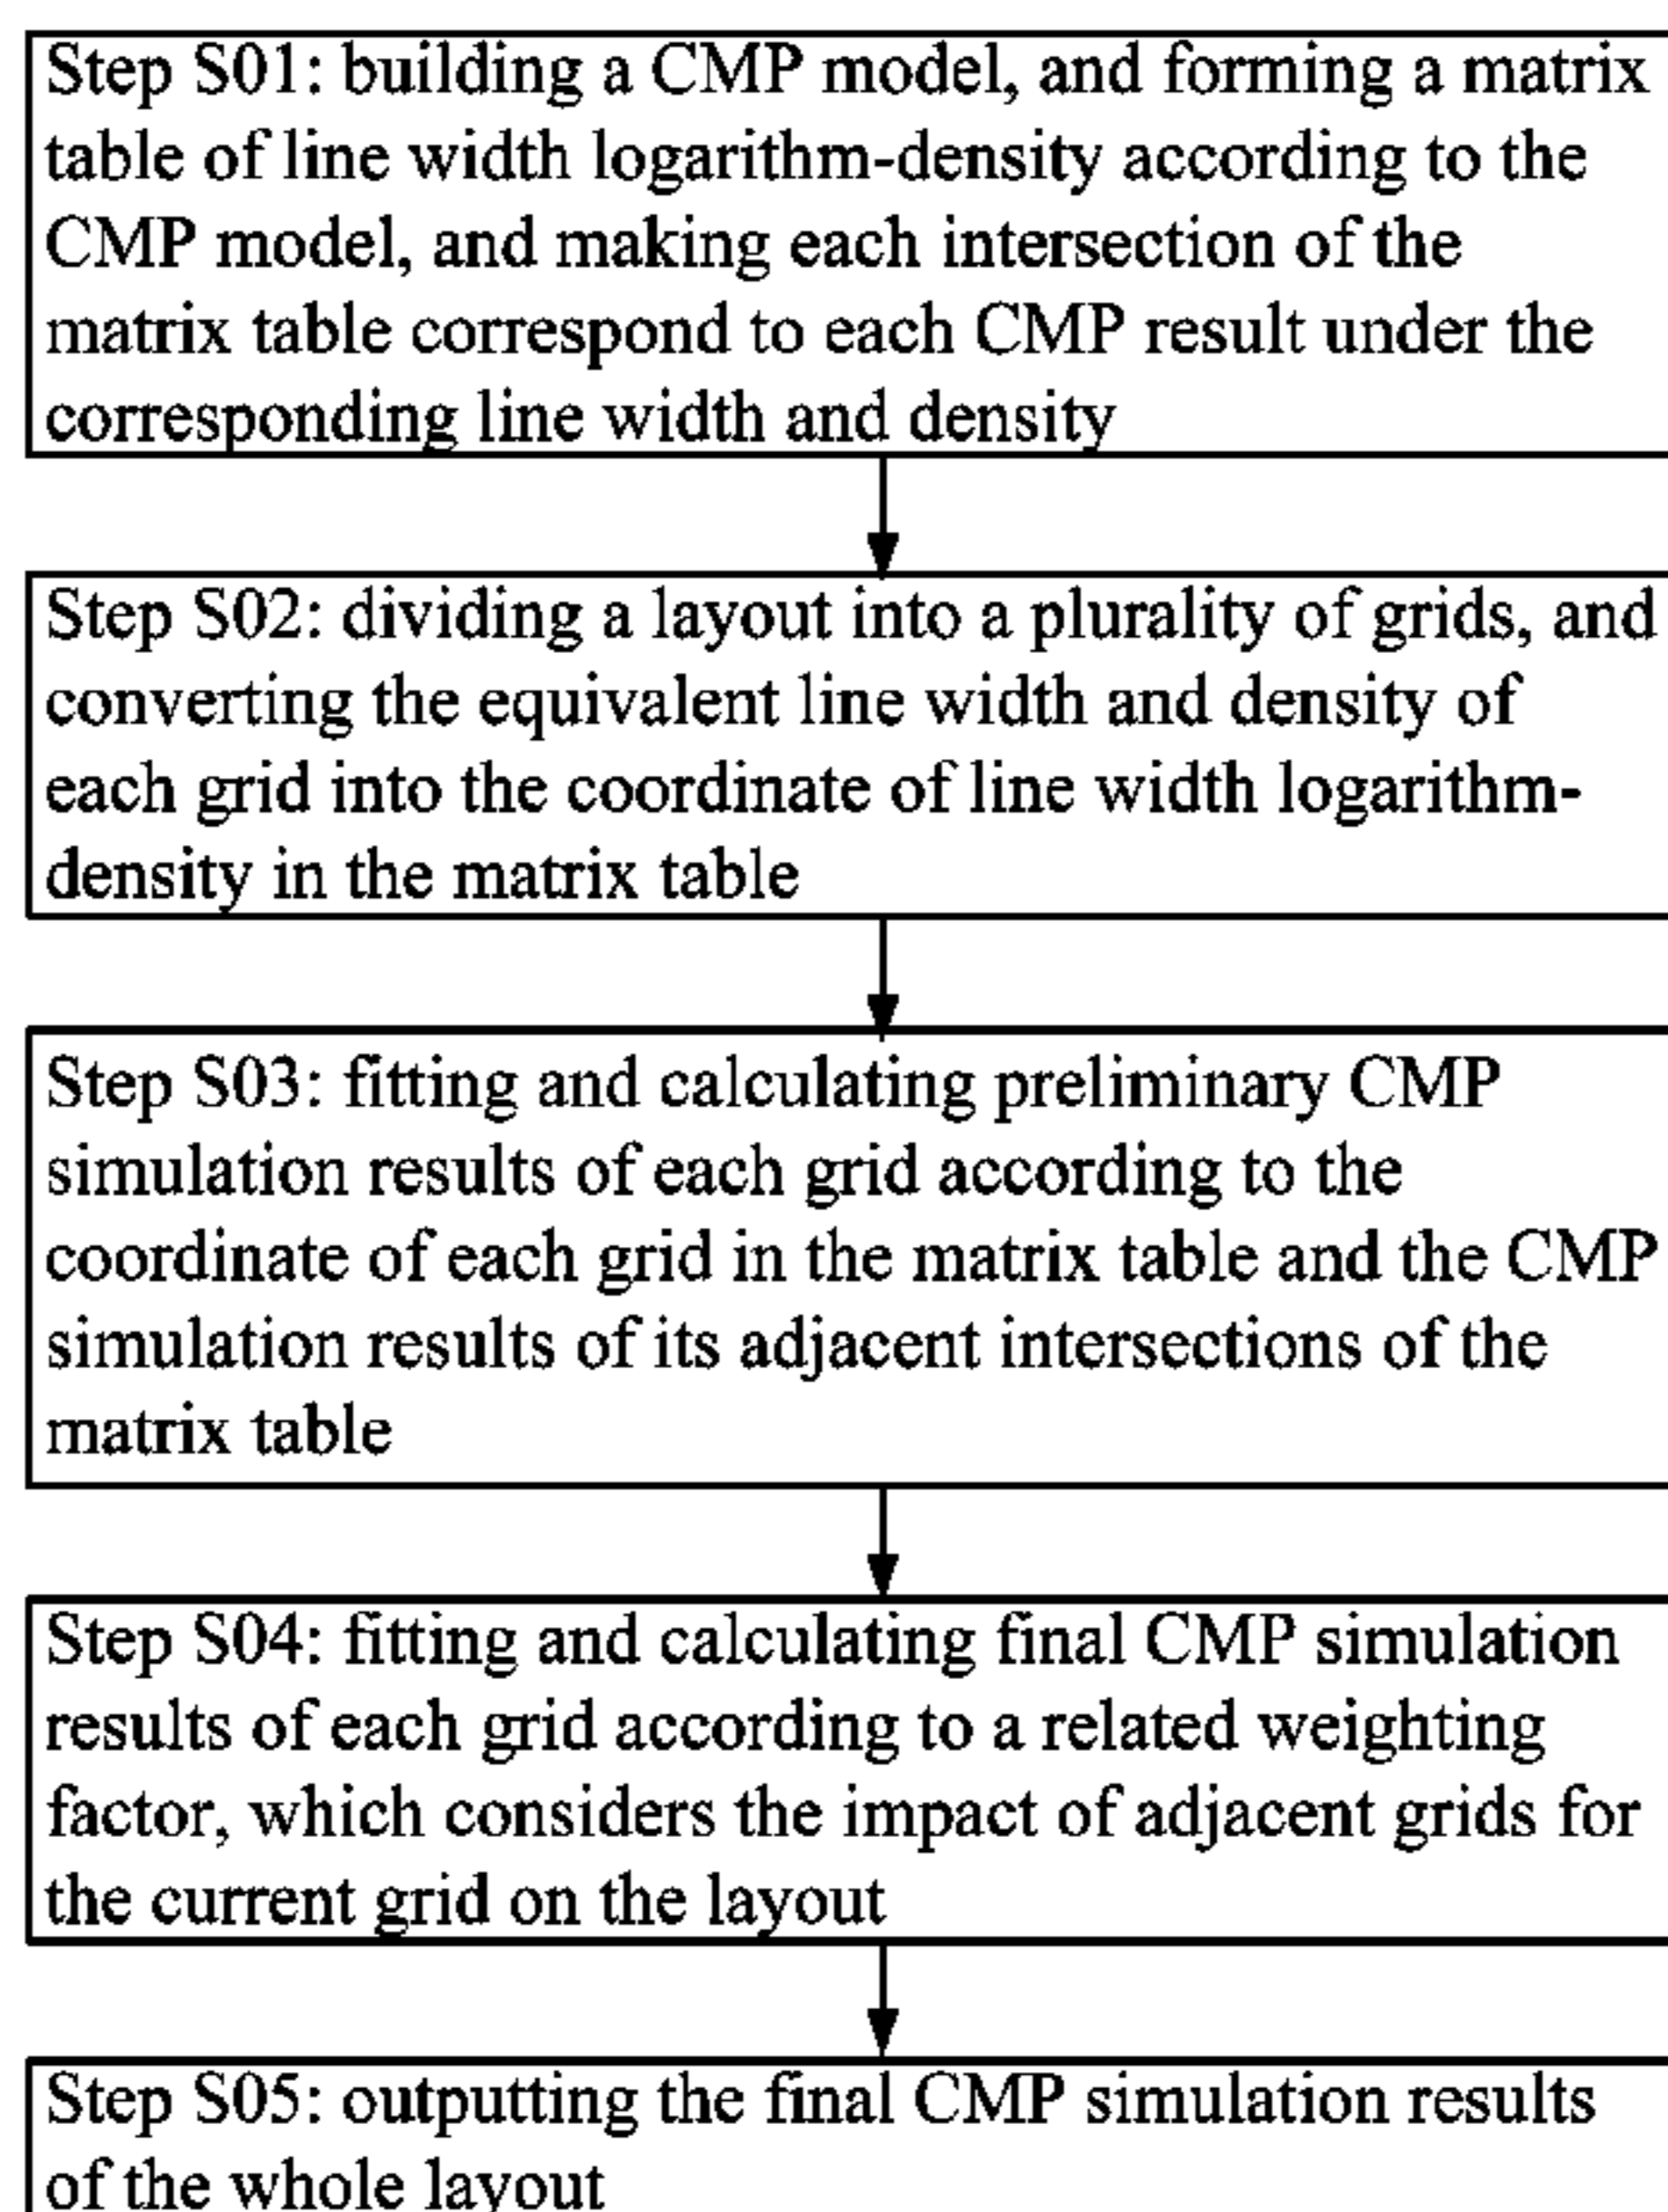 Step S01: building a CMP model, and forming a matrix
table of line width logarithm-density according to the
CMP model, and making each intersection of the
matrix table correspond to each CMP result under the
corresponding line width and density
Step S02: dividing a layout into a plurality of grids, and
converting the equivalent line width and density of
each grid into the coordinate of line width logarithm-
density in the matrix table
Step S03: fitting and calculating preliminary CMP
simulation results of each grid according to the
coordinate of each grid in the matrix table and the CMP
simulation results of its adjacent intersections of the
matrix table
Step S04: fitting and calculating final CMP simulation
results of each grid according to a related weighting
factor, which considers the impact of adjacent grids for
the current grid on the layout
Step S05: outputting the final CMP simulation results
of the whole layout